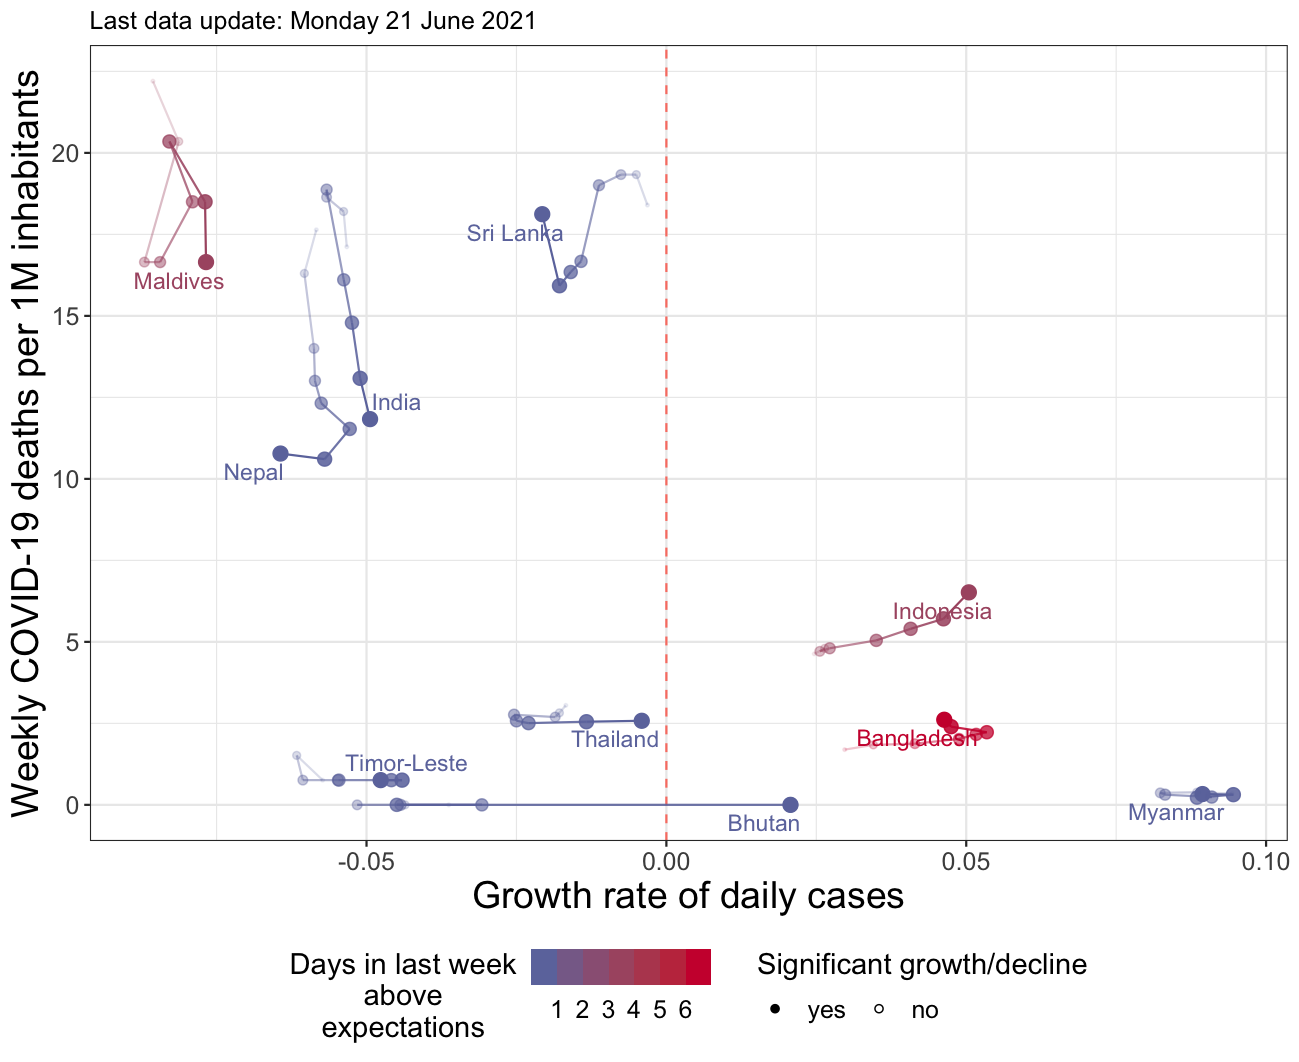 Last data update: Monday 21 June 2021
Weekly COVID-19 deaths per 1M inhabitants
20
15
10
5
0
Maldives
Sri Lanka
India
Nepal
Indonesia
Bangladesh
Thailand
Timor-Leste
Myanmar
Bhutan
-0.05
0.00
0.05
0.10
Growth rate of daily cases
Days in last week
above
expectations
1 2 3 4 5 6
Significant growth/decline
yes
no